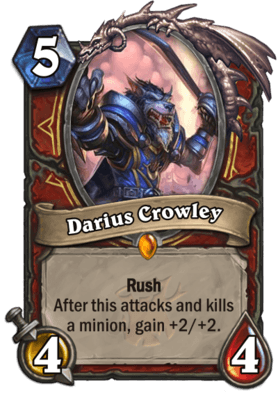 5
Darius Crowley
Rush
After this attacks and kills
a minion, gain +2/+2.
4 4